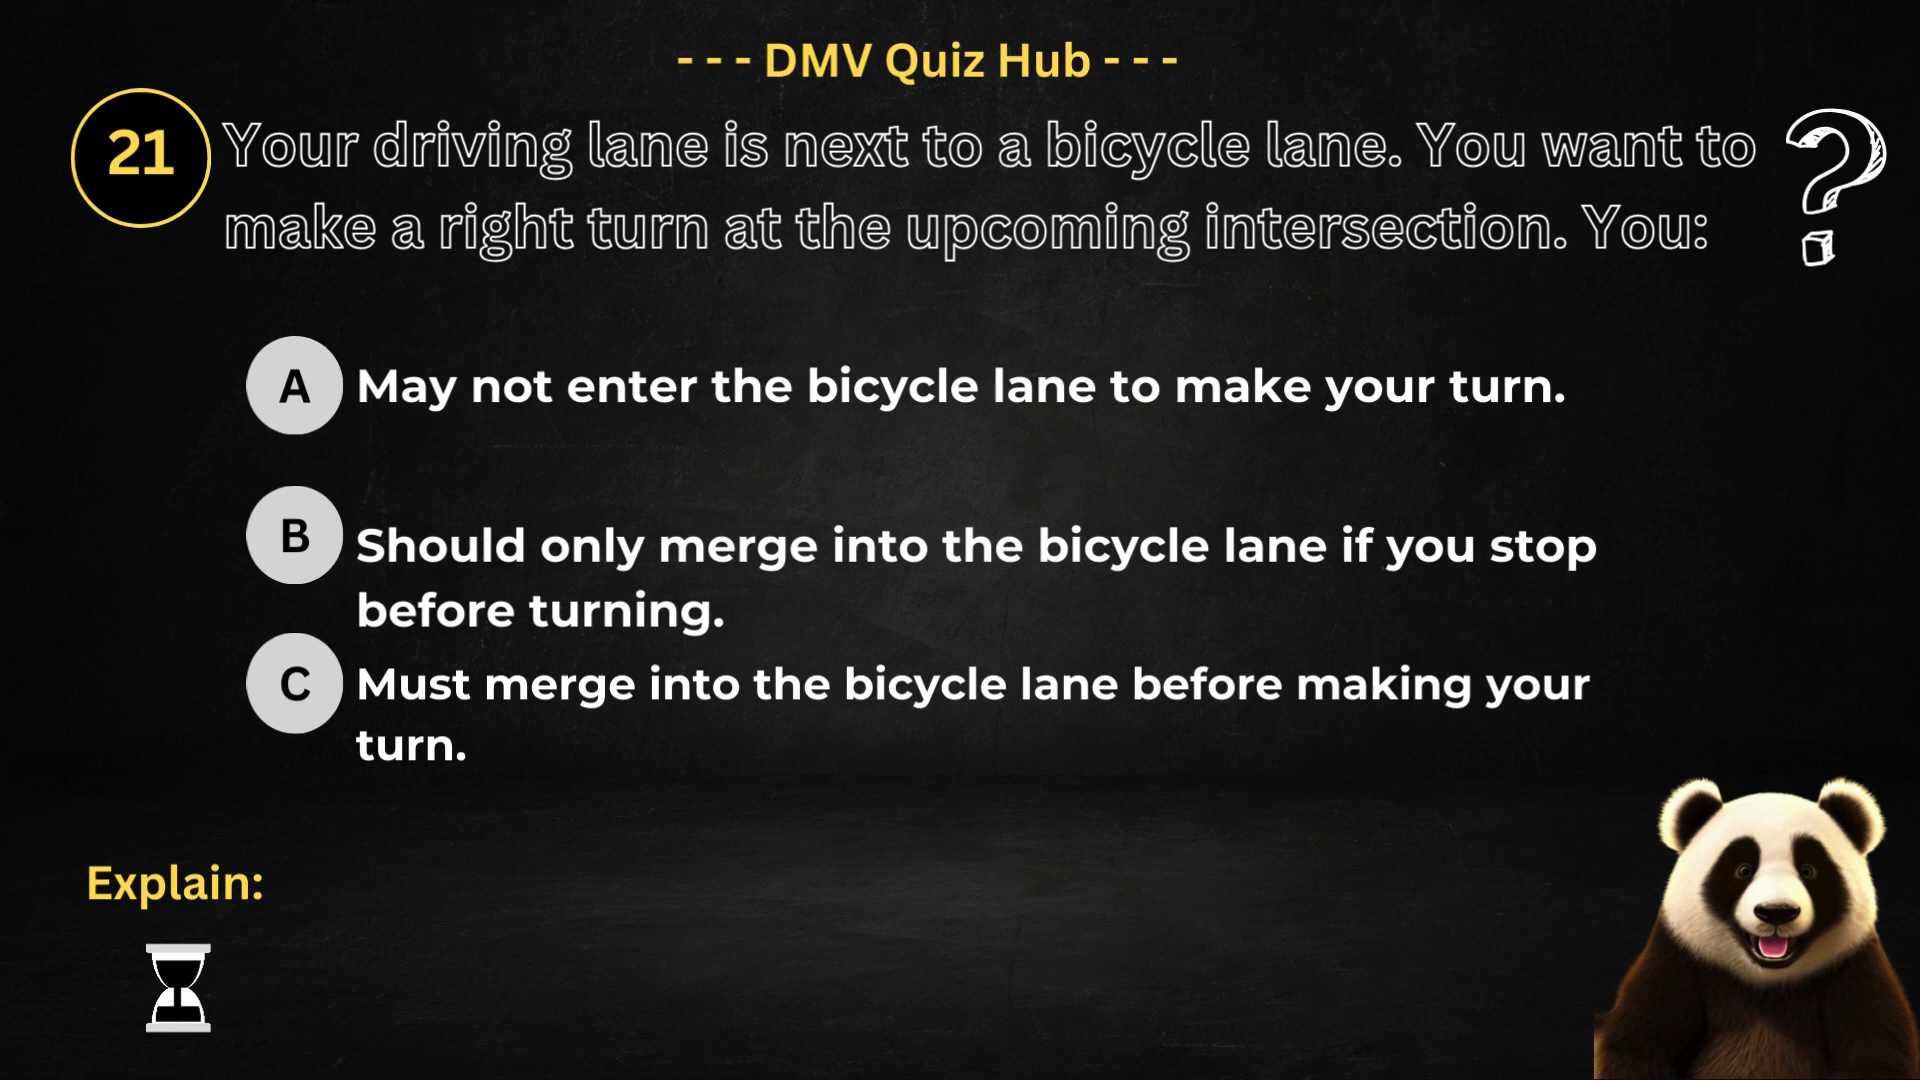 - - - DMV Quiz Hub - - -
21
Your driving lane is next to a bicycle lane. You want to
make a right turn at the upcoming intersection. You:
?
A
May not enter the bicycle lane to make your turn.
B
Should only merge into the bicycle lane if you stop
before turning.
C
Must merge into the bicycle lane before making your
turn.
Explain: